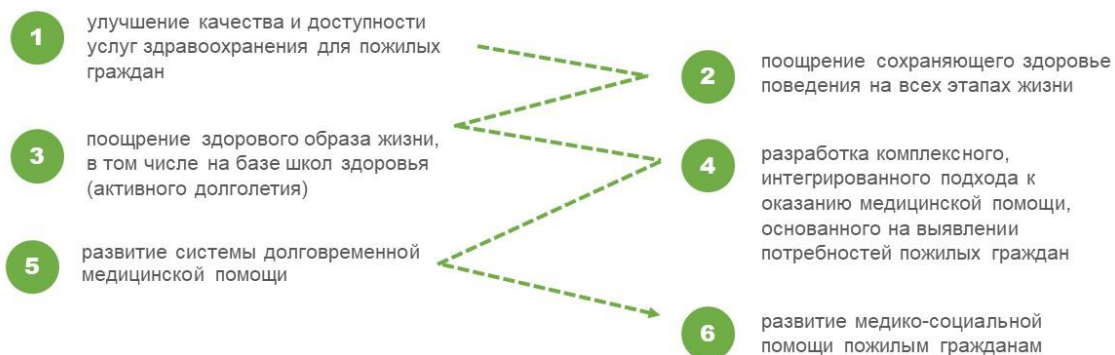 1
улучшение качества и доступности
услуг здравоохранения для пожилых
граждан
2
поощрение сохраняющего здоровье
поведения на всех этапах жизни
3
поощрение здорового образа жизни,
в том числе на базе школ здоровья
(активного долголетия)
4
разработка комплексного,
интегрированного подхода к
оказанию медицинской помощи,
основанного на выявлении
потребностей пожилых граждан
5
развитие системы долговременной
медицинской помощи
6
развитие медико-социальной
помощи пожилым гражданам